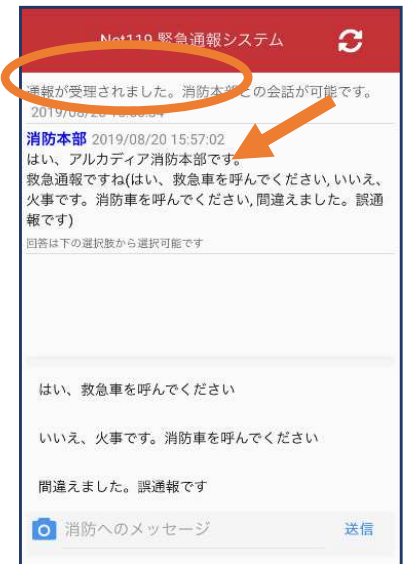 Net119 緊急通報システム
通報が受理されました。消防本部との会話が可能です。
2019/08/20
消防本部 2019/08/20 15:57:02
はい、アルカディア消防本部です。
救急通報ですね(はい、救急車を呼んでください, いいえ、
火事です。消防車を呼んでください, 間違えました。誤通
報です)
回答は下の選択肢から選択可能です
はい、救急車を呼んでください
いいえ、火事です。消防車を呼んでください
間違えました。誤通報です
消防へのメッセージ
送信